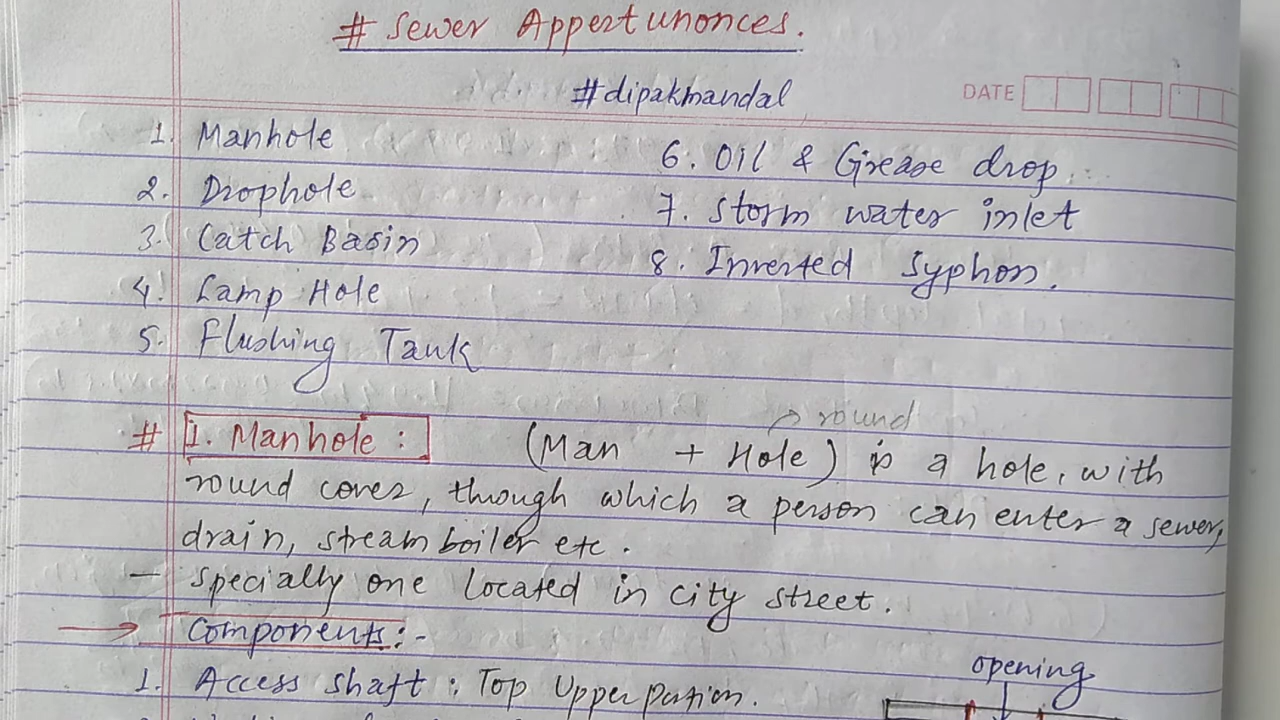 # Sewer Appertunonces.
#dipakmandal
DATE
1. Manhole
2. Drophole
3. Catch Basin
4. Lamp Hole
5. Flushing Tank
6. Oil & Grease drop
7. Storm water inlet
8. Inverted Syphon.
# 1. Manhole : (Man + Hole) is a hole, with
round
round cover, through which a person can enter a sewer,
drain, stream boiler etc.
- specially one located in city street.
→ Components:-
opening
1. Access shaft : Top Upper pation.